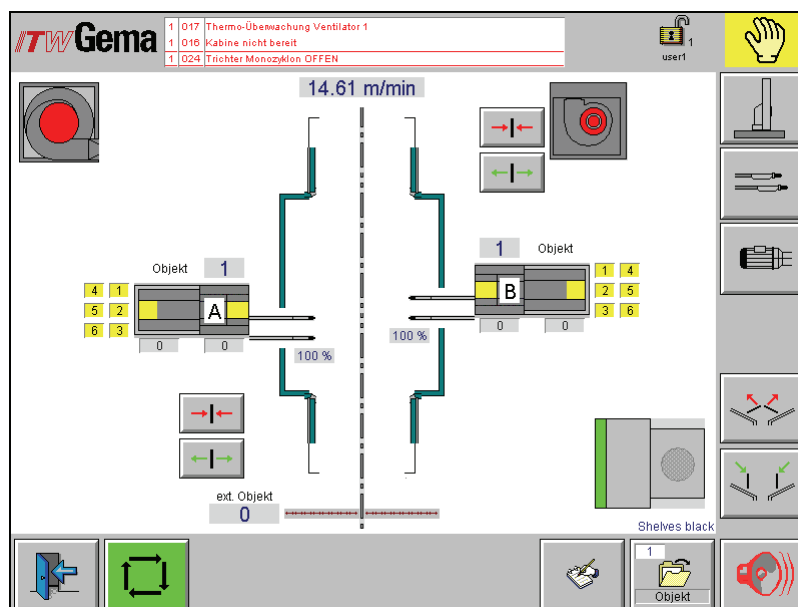 ITW Gema
1 017 Thermo-Überwachung Ventilator 1
1 016 Kabine nicht bereit
1 024 Trichter Monozyklon OFFEN
1
user1
14.61 m/min
1 Objekt
Objekt 1
4 1
5 2
6 3
A
0 0
100 %
B
1 4
2 5
3 6
0 0
100 %
ext. Objekt
0
Shelves black
1
Objekt